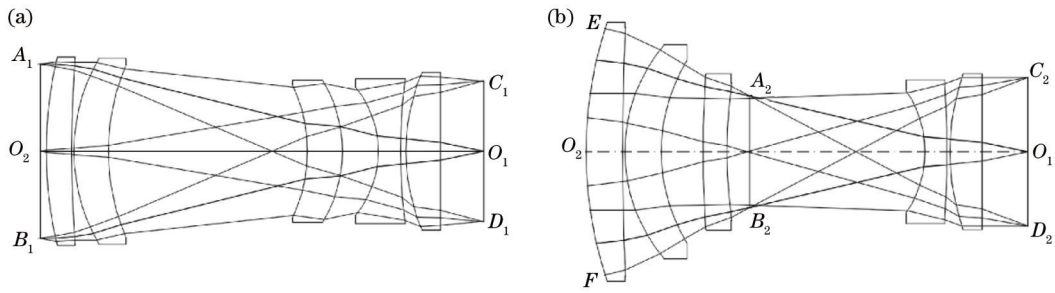 (a)
A₁
O₂
B₁
C₁
O₁
D₁
(b)
E
O₂
F
A₂
B₂
C₂
O₁
D₂